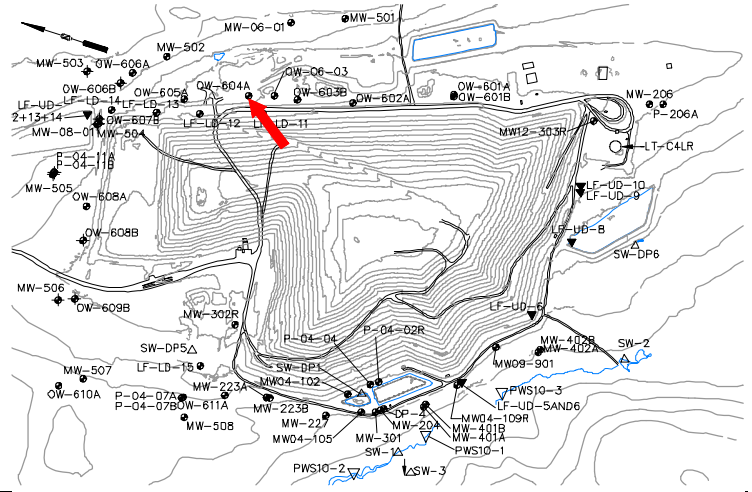 MW-501
MW-06-01
MW-502
MW-503
OW-606A
OW-606B
OW-605A
OW-604A
OW-06-03
OW-603B
OW-602A
OW-601A
OW-601B
MW-206
P-206A
LF-UD-
2+13+14
LF-LD-14
LF-LD-13
OW-607B
MW-08-01
MW-504
LF-UD-12
LF-LD-11
MW12-303R
LT-C4LR
P-04-11A
P-04-11B
MW-505
LF-UD-10
LF-UD-9
OW-608A
OW-608B
LF-UD-8
SW-DP6
MW-506
OW-609B
MW-302R
LF-UD-6
P-04-04
P-04-02R
MW-402B
MW-402A
SW-2
SW-DP5
LF-LD-15
SW-DP1
MW09-901
MW-507
MW-223A
MW04-102
OW-610A
P-04-07A
P-04-07B
OW-611A
MW-223B
PWS10-3
LF-UD-5AND6
MW04-109R
MW-508
MW-227
DP-4
MW-204
MW-401B
MW-401A
MW04-105
MW-301
SW-1
PWS10-1
PWS10-2
SW-3